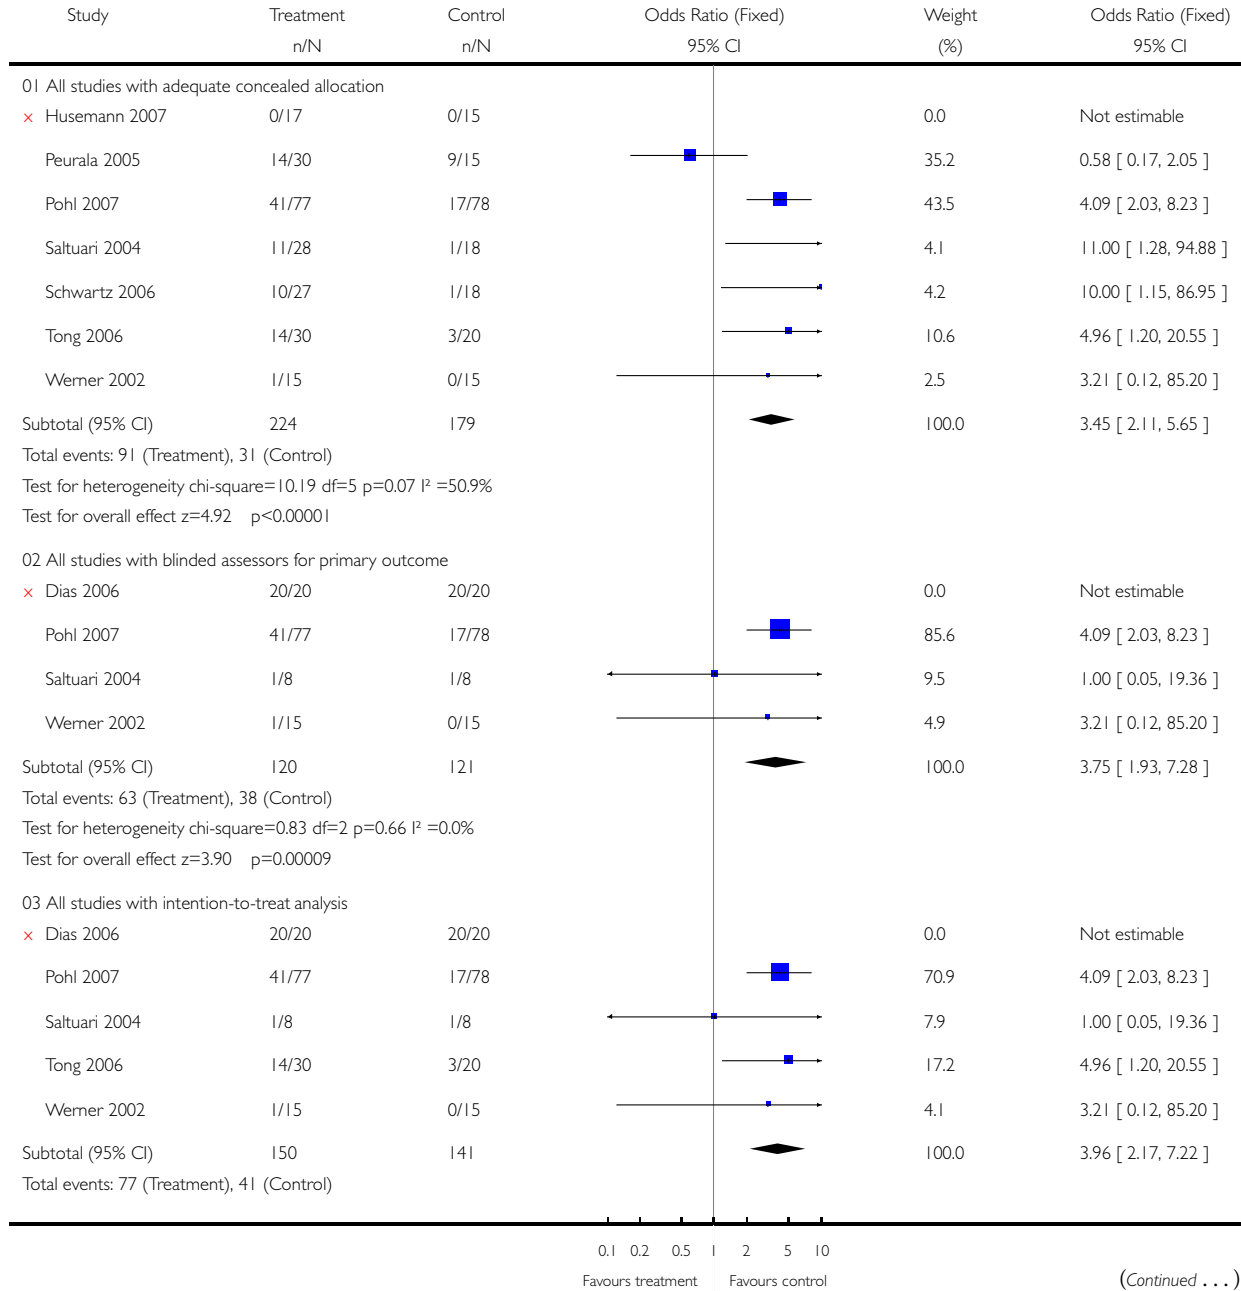 Study Treatment Control Odds Ratio (Fixed) Weight Odds Ratio (Fixed)
n/N n/N 95% CI (%) 95% CI
01 All studies with adequate concealed allocation
× Husemann 2007 0/17 0/15 0.0 Not estimable
Peurala 2005 14/30 9/15 35.2 0.58 [ 0.17, 2.05 ]
Pohl 2007 41/77 17/78 43.5 4.09 [ 2.03, 8.23 ]
Saltuari 2004 11/28 1/18 4.1 11.00 [ 1.28, 94.88 ]
Schwartz 2006 10/27 1/18 4.2 10.00 [ 1.15, 86.95 ]
Tong 2006 14/30 3/20 10.6 4.96 [ 1.20, 20.55 ]
Werner 2002 1/15 0/15 2.5 3.21 [ 0.12, 85.20 ]
Subtotal (95% CI) 224 179 100.0 3.45 [ 2.11, 5.65 ]
Total events: 91 (Treatment), 31 (Control)
Test for heterogeneity chi-square=10.19 df=5 p=0.07 I² =50.9%
Test for overall effect z=4.92 p<0.00001
02 All studies with blinded assessors for primary outcome
× Dias 2006 20/20 20/20 0.0 Not estimable
Pohl 2007 41/77 17/78 85.6 4.09 [ 2.03, 8.23 ]
Saltuari 2004 1/8 1/8 9.5 1.00 [ 0.05, 19.36 ]
Werner 2002 1/15 0/15 4.9 3.21 [ 0.12, 85.20 ]
Subtotal (95% CI) 120 121 100.0 3.75 [ 1.93, 7.28 ]
Total events: 63 (Treatment), 38 (Control)
Test for heterogeneity chi-square=0.83 df=2 p=0.66 I² =0.0%
Test for overall effect z=3.90 p=0.00009
03 All studies with intention-to-treat analysis
× Dias 2006 20/20 20/20 0.0 Not estimable
Pohl 2007 41/77 17/78 70.9 4.09 [ 2.03, 8.23 ]
Saltuari 2004 1/8 1/8 7.9 1.00 [ 0.05, 19.36 ]
Tong 2006 14/30 3/20 17.2 4.96 [ 1.20, 20.55 ]
Werner 2002 1/15 0/15 4.1 3.21 [ 0.12, 85.20 ]
Subtotal (95% CI) 150 141 100.0 3.96 [ 2.17, 7.22 ]
Total events: 77 (Treatment), 41 (Control)
0.1 0.2 0.5 1 2 5 10
Favours treatment Favours control (Continued . . . )